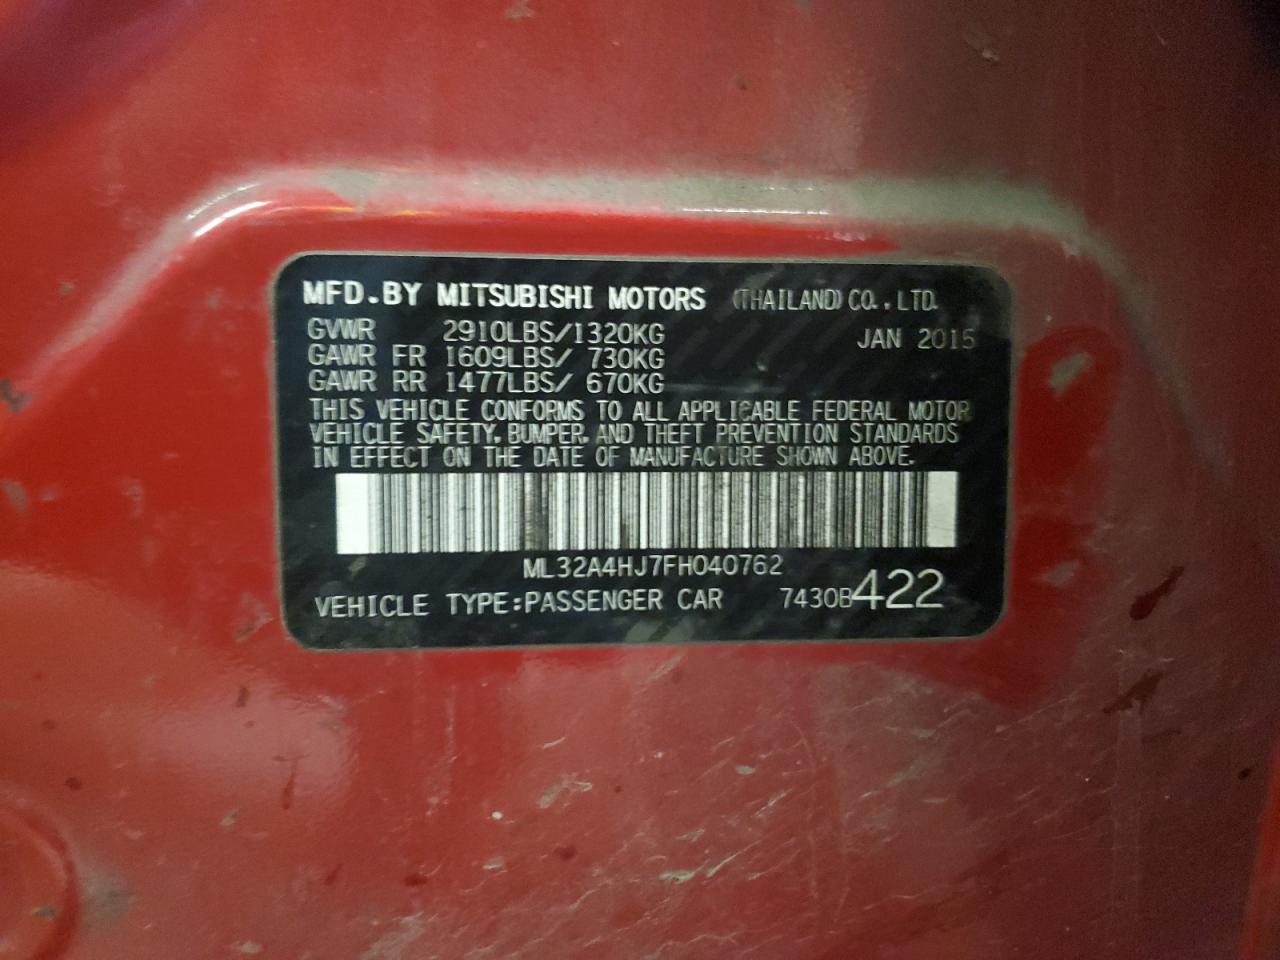 MFD.BY MITSUBISHI MOTORS (THAILAND) CO., LTD.
GVWR 2910LBS/1320KG JAN 2015
GAWR FR 1609LBS/ 730KG
GAWR RR 1477LBS/ 670KG
THIS VEHICLE CONFORMS TO ALL APPLICABLE FEDERAL MOTOR
VEHICLE SAFETY, BUMPER, AND THEFT PREVENTION STANDARDS
IN EFFECT ON THE DATE OF MANUFACTURE SHOWN ABOVE.
ML32A4HJ7FH040762
VEHICLE TYPE:PASSENGER CAR 7430B422